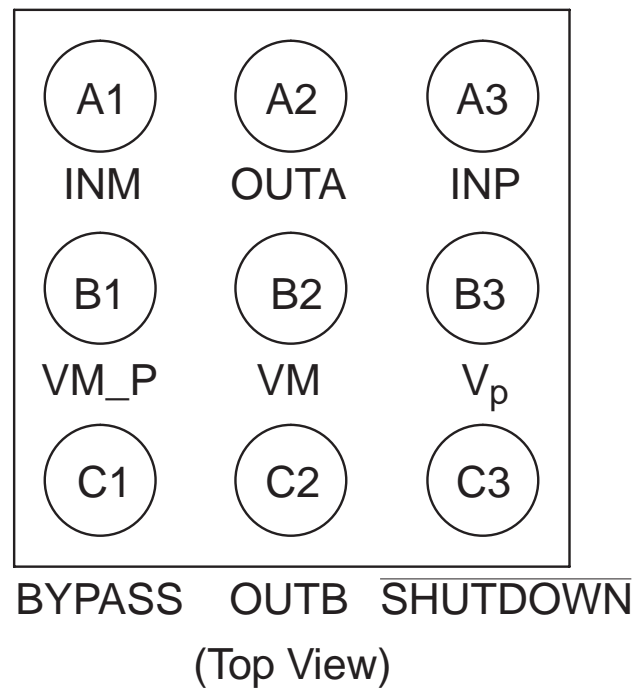 A1 A2 A3
INM OUTA INP
B1 B2 B3
VM_P VM Vp
C1 C2 C3
BYPASS OUTB SHUTDOWN
(Top View)